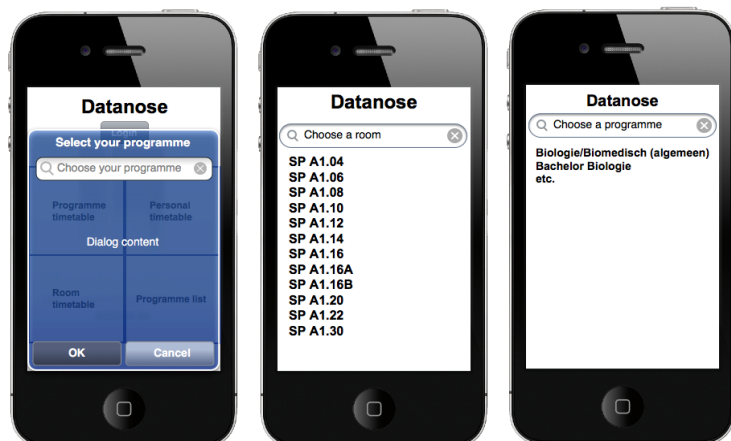 Datanose
Login
Select your programme
Choose your programme
Programme
timetable
Personal
timetable
Dialog content
Room
timetable
Programme list
OK
Cancel
Datanose
Choose a room
SP A1.04
SP A1.06
SP A1.08
SP A1.10
SP A1.12
SP A1.14
SP A1.16
SP A1.16A
SP A1.16B
SP A1.20
SP A1.22
SP A1.30
Datanose
Choose a programme
Biologie/Biomedisch (algemeen)
Bachelor Biologie
etc.